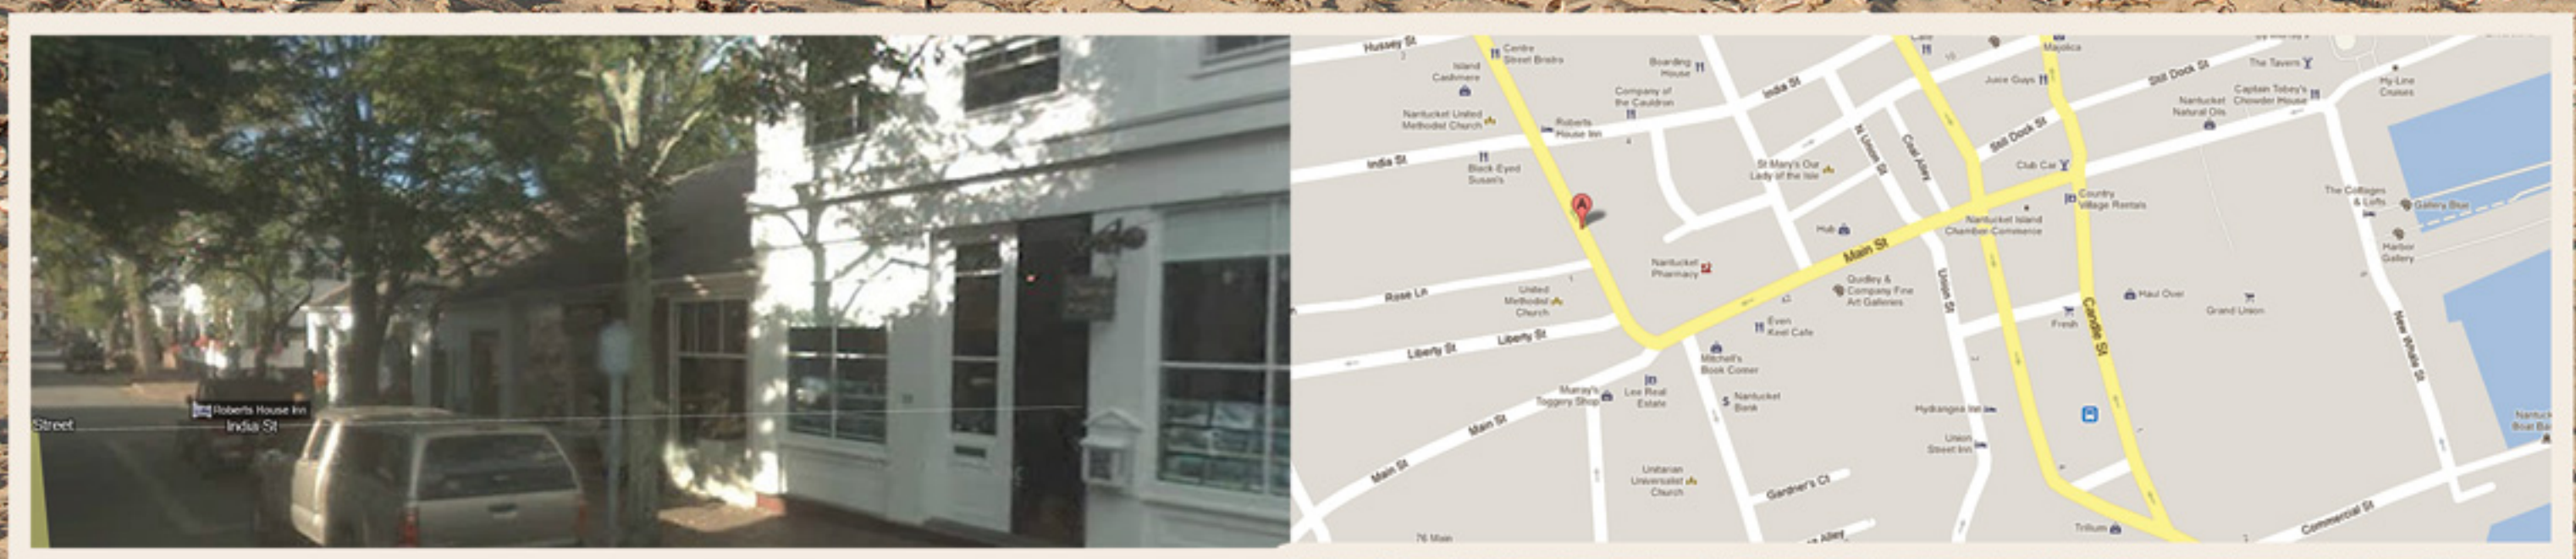 Roberts House Inn
India St
Street
Hussey St
Centre
Street Bistro
Island
Cashmere
Nantucket United
Methodist Church
Boarding
House
Company of
the Cauldron
Roberts
House Inn
India St
India St
Black-Eyed
Susan's
A
St Mary's Our
Lady of the Isle
N Union St
Coal Alley
Cafe
Majolica
Juice Guys
Still Dock St
Still Dock St
The Tavern
Captain Tobey's
Chowder House
Hy-Line
Cruises
Nantucket
Natural Oils
Club Car
Country
Village Rentals
Nantucket Island
Chamber-Commerce
The Cottages
& Lofts
Gallery Blue
Harbor
Gallery
Hub
Main St
Nantucket
Pharmacy
Quidley &
Company Fine
Art Galleries
Rose Ln
United
Methodist
Church
Liberty St
Liberty St
Even
Keel Cafe
Union St
Fresh
Candle St
Haul Over
Grand Union
New Whale St
Mitchell's
Book Corner
Murray's
Toggery Shop
Lee Real
Estate
Nantucket
Bank
Hydrangea Inn
Union
Street Inn
Main St
Main St
Unitarian
Universalist
Church
Gardner's Ct
76 Main
Alley
Trillium
Commercial St
Boat